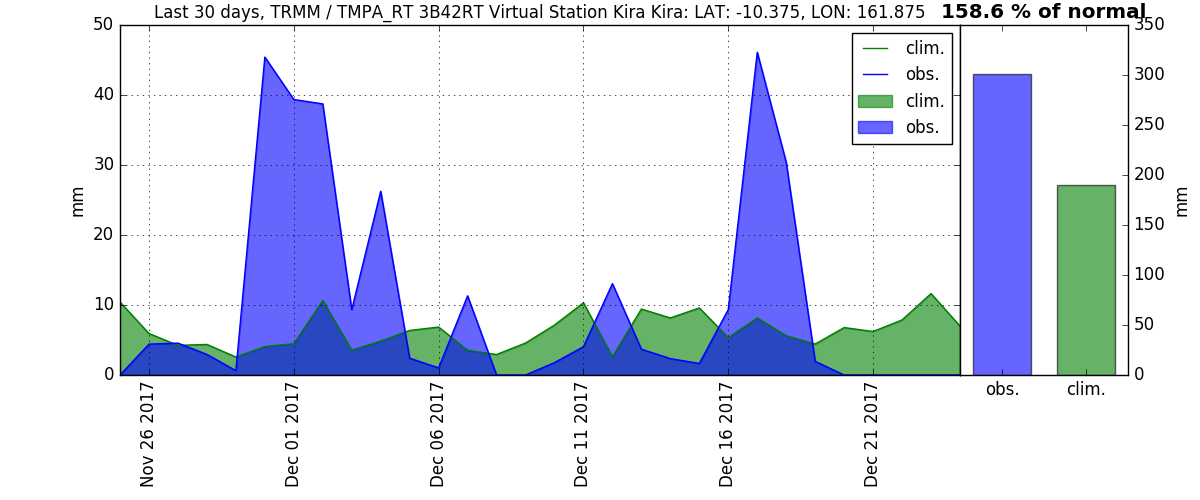 Last 30 days, TRMM / TMPA_RT 3B42RT Virtual Station Kira Kira: LAT: -10.375, LON: 161.875
158.6 % of normal
50
40
30
20
10
0
mm
clim.
obs.
clim.
obs.
Nov 26 2017
Dec 01 2017
Dec 06 2017
Dec 11 2017
Dec 16 2017
Dec 21 2017
350
300
250
200
150
100
50
0
mm
obs.
clim.